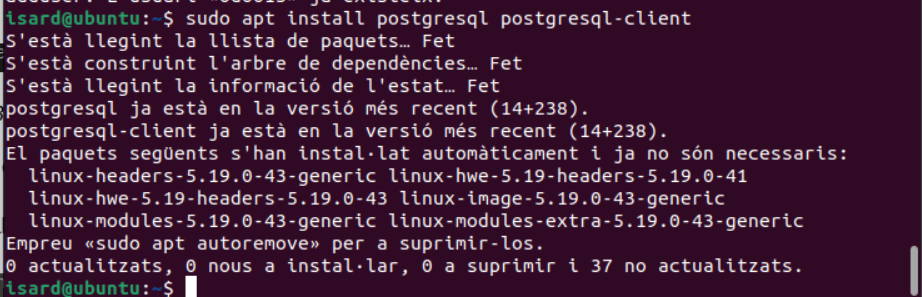 adduser: L'usuari «odoo15» ja existeix.
isard@ubuntu:~$ sudo apt install postgresql postgresql-client
S'està llegint la llista de paquets… Fet
S'està construint l'arbre de dependències… Fet
S'està llegint la informació de l'estat… Fet
postgresql ja està en la versió més recent (14+238).
postgresql-client ja està en la versió més recent (14+238).
El paquets següents s'han instal·lat automàticament i ja no són necessaris:
  linux-headers-5.19.0-43-generic linux-hwe-5.19-headers-5.19.0-41
  linux-hwe-5.19-headers-5.19.0-43 linux-image-5.19.0-43-generic
  linux-modules-5.19.0-43-generic linux-modules-extra-5.19.0-43-generic
Empreu «sudo apt autoremove» per a suprimir-los.
0 actualitzats, 0 nous a instal·lar, 0 a suprimir i 37 no actualitzats.
isard@ubuntu:~$